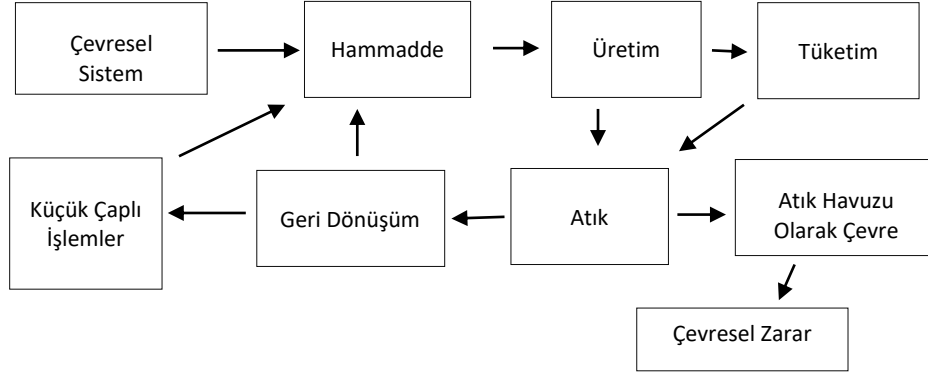 Çevresel
Sistem
Hammadde
Üretim
Tüketim
Küçük Çaplı
İşlemler
Geri Dönüşüm
Atık
Atık Havuzu
Olarak Çevre
Çevresel Zarar